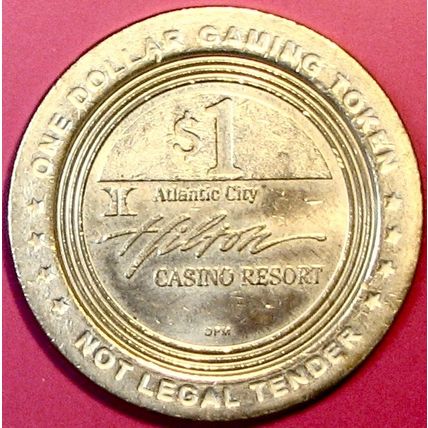 ONE DOLLAR GAMING TOKEN
$1
Atlantic City
Hilton
CASINO RESORT
DPM
NOT LEGAL TENDER